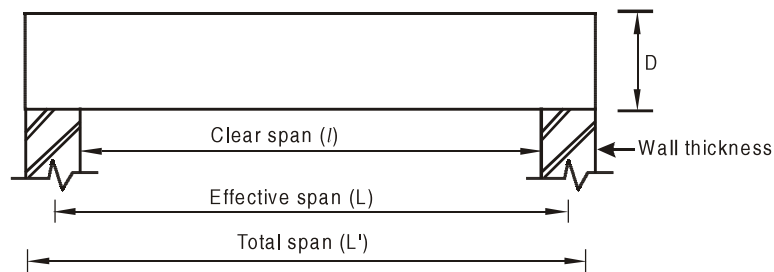 D
Clear span (l)
Wall thickness
Effective span (L)
Total span (L')